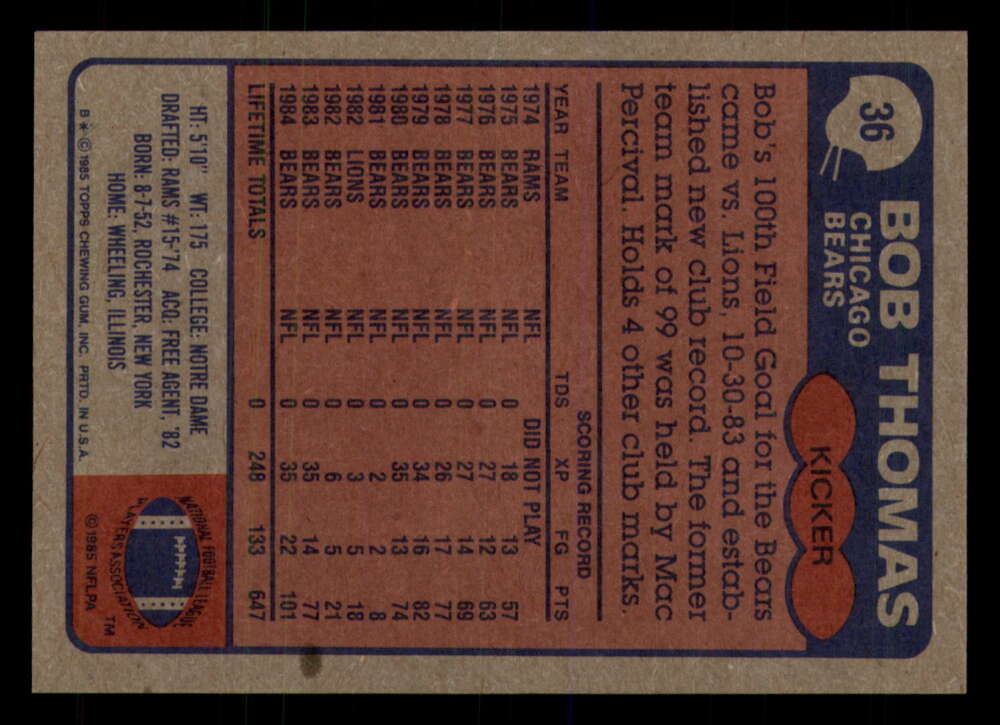 36
BOB THOMAS
CHICAGO
BEARS
KICKER
Bob's 100th Field Goal for the Bears
came vs. Lions, 10-30-83 and estab-
lished new club record. The former
team mark of 99 was held by Mac
Percival. Holds 4 other club marks.
SCORING RECORD
YEAR TEAM TDS XP FG PTS
1974 RAMS NFL DID NOT PLAY
1975 BEARS NFL 0 18 13 57
1976 BEARS NFL 0 27 12 63
1977 BEARS NFL 0 27 14 69
1978 BEARS NFL 0 26 17 77
1979 BEARS NFL 0 34 16 82
1980 BEARS NFL 0 35 13 74
1981 BEARS NFL 0 2 2 8
1982 LIONS NFL 0 3 5 18
1982 BEARS NFL 0 6 5 21
1983 BEARS NFL 0 35 14 77
1984 BEARS NFL 0 35 22 101
LIFETIME TOTALS 0 248 133 647
HT: 5'10" WT: 175 COLLEGE: NOTRE DAME
DRAFTED: RAMS #15-'74 ACQ. FREE AGENT, '82
BORN: 8-7-52, ROCHESTER, NEW YORK
HOME: WHEELING, ILLINOIS
B* © 1985 TOPPS CHEWING GUM, INC. PRTD. IN U.S.A.
NATIONAL FOOTBALL LEAGUE
PLAYERS ASSOCIATION
TM
© 1985 NFLPA